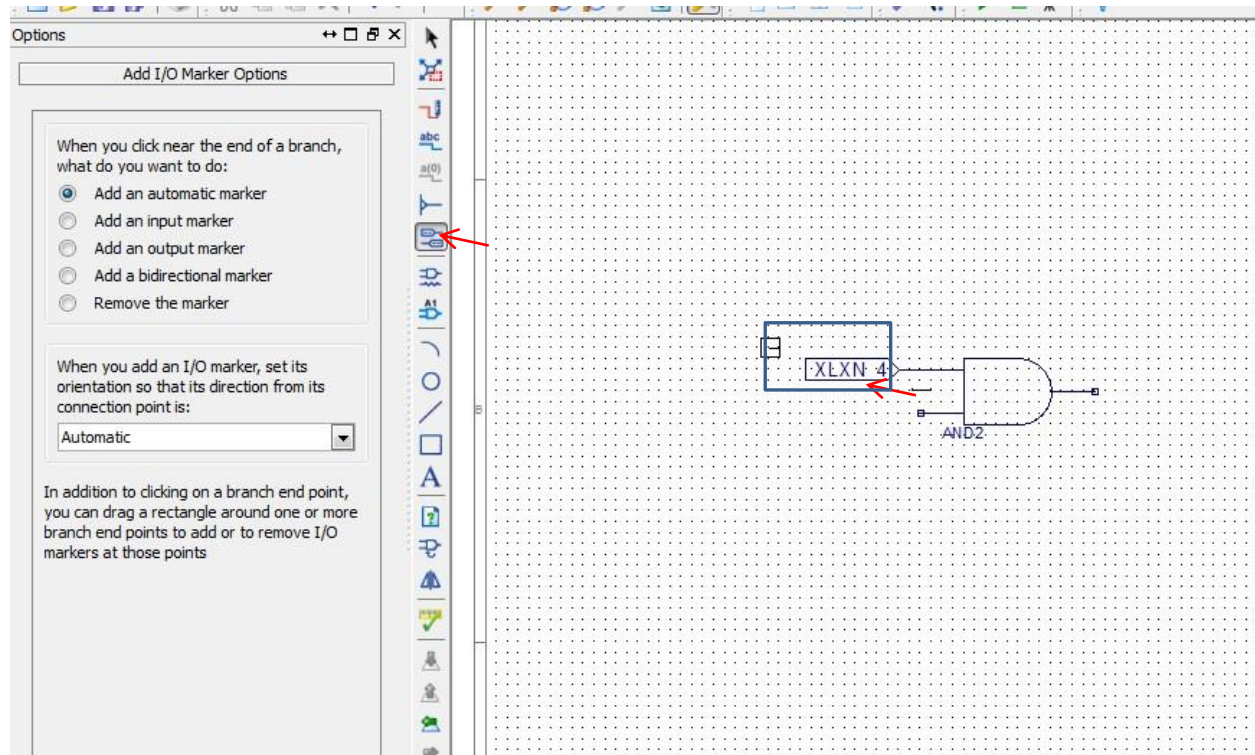 Options
Add I/O Marker Options
When you click near the end of a branch,
what do you want to do:
Add an automatic marker
Add an input marker
Add an output marker
Add a bidirectional marker
Remove the marker
When you add an I/O marker, set its
orientation so that its direction from its
connection point is:
Automatic
In addition to clicking on a branch end point,
you can drag a rectangle around one or more
branch end points to add or to remove I/O
markers at those points
abc
a(0)
A1
A
?
B
XLXN 4
AND2